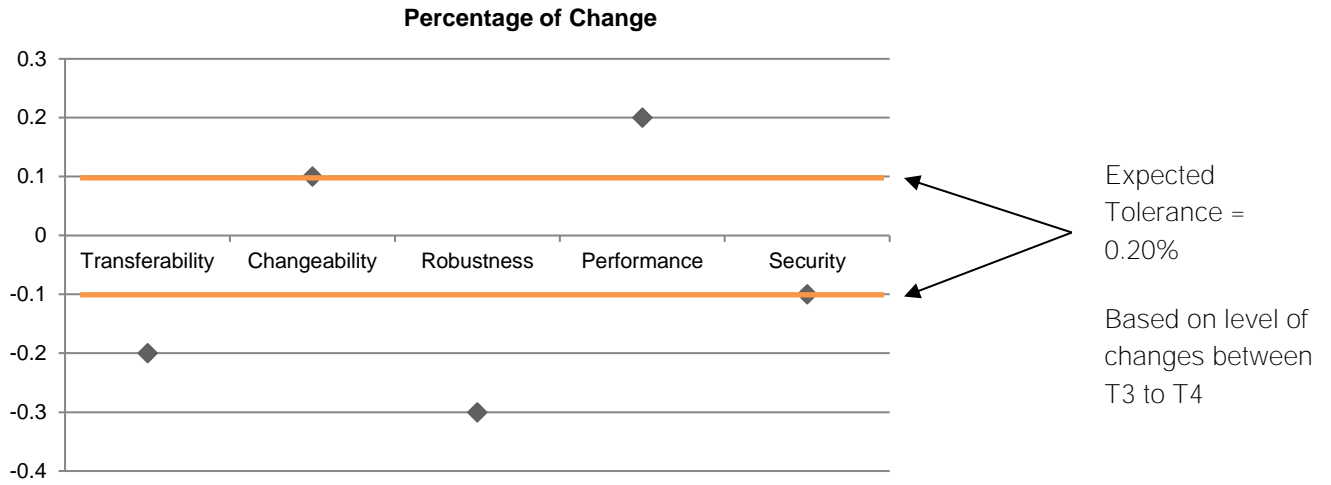 Percentage of Change
0.3
0.2
0.1
0
-0.1
-0.2
-0.3
-0.4
Transferability Changeability Robustness Performance Security
Expected
Tolerance =
0.20%
Based on level of
changes between
T3 to T4